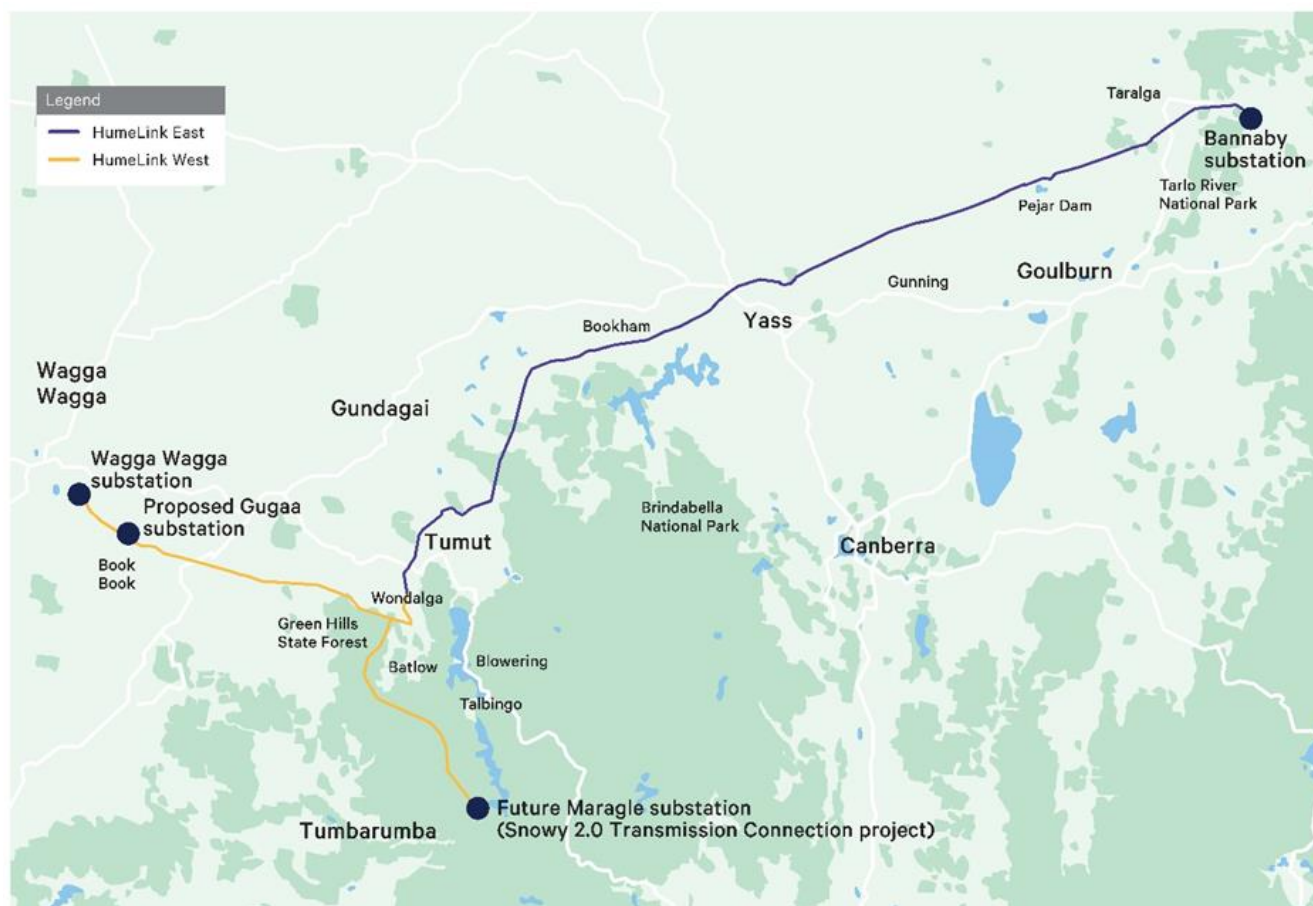 Legend
HumeLink East
HumeLink West
Taralga
Bannaby
substation
Tarlo River
National Park
Pejar Dam
Goulburn
Gunning
Yass
Bookham
Wagga
Wagga
Gundagai
Wagga Wagga
substation
Proposed Gugaa
substation
Book
Book
Brindabella
National Park
Tumut
Canberra
Wondalga
Green Hills
State Forest
Batlow
Blowering
Talbingo
Future Maragle substation
(Snowy 2.0 Transmission Connection project)
Tumbarumba